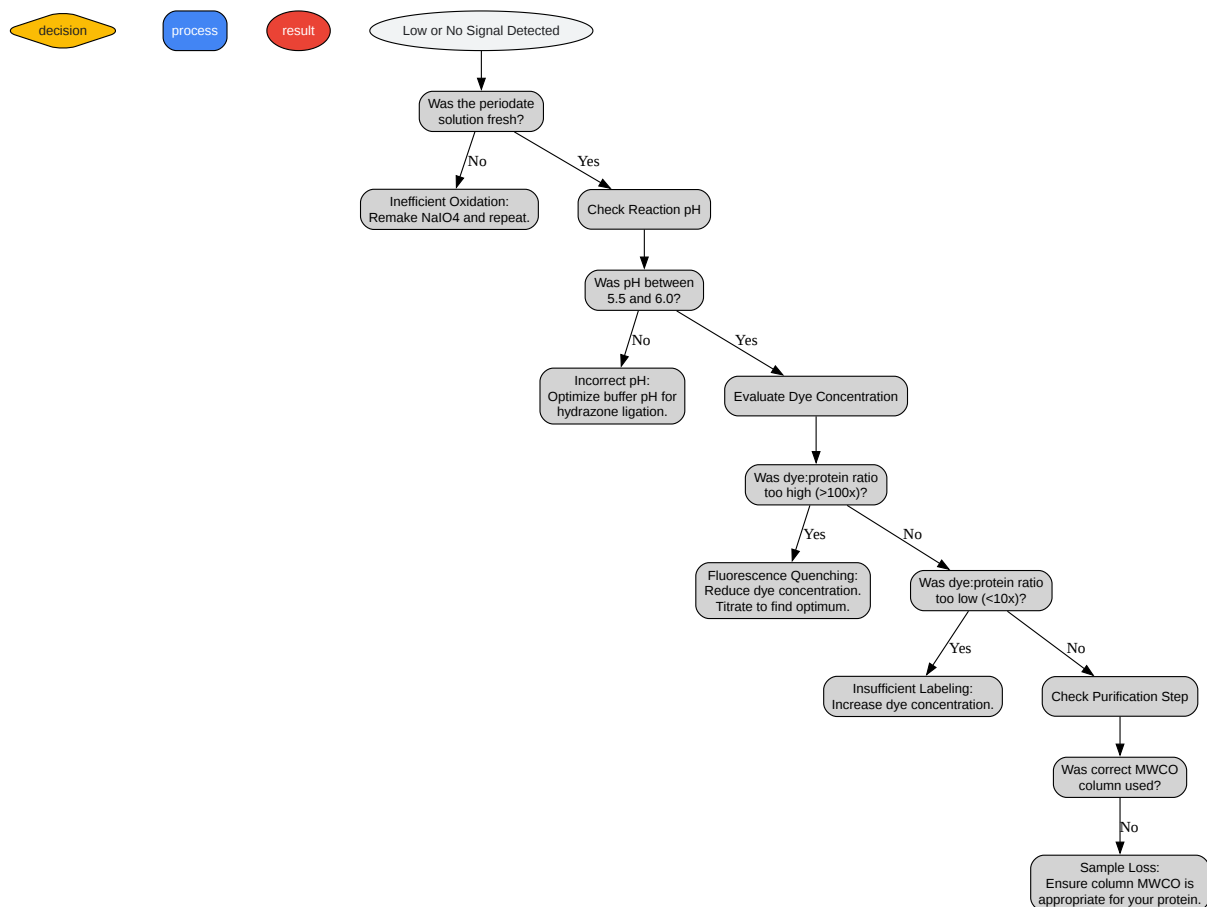 decision
process
result
Low or No Signal Detected
Was the periodate
solution fresh?
No
Yes
Inefficient Oxidation:
Remake NaIO4 and repeat.
Check Reaction pH
Was pH between
5.5 and 6.0?
No
Yes
Incorrect pH:
Optimize buffer pH for
hydrazone ligation.
Evaluate Dye Concentration
Was dye:protein ratio
too high (>100x)?
Yes
No
Fluorescence Quenching:
Reduce dye concentration.
Titrate to find optimum.
Was dye:protein ratio
too low (<10x)?
Yes
No
Insufficient Labeling:
Increase dye concentration.
Check Purification Step
Was correct MWCO
column used?
No
Sample Loss:
Ensure column MWCO is
appropriate for your protein.